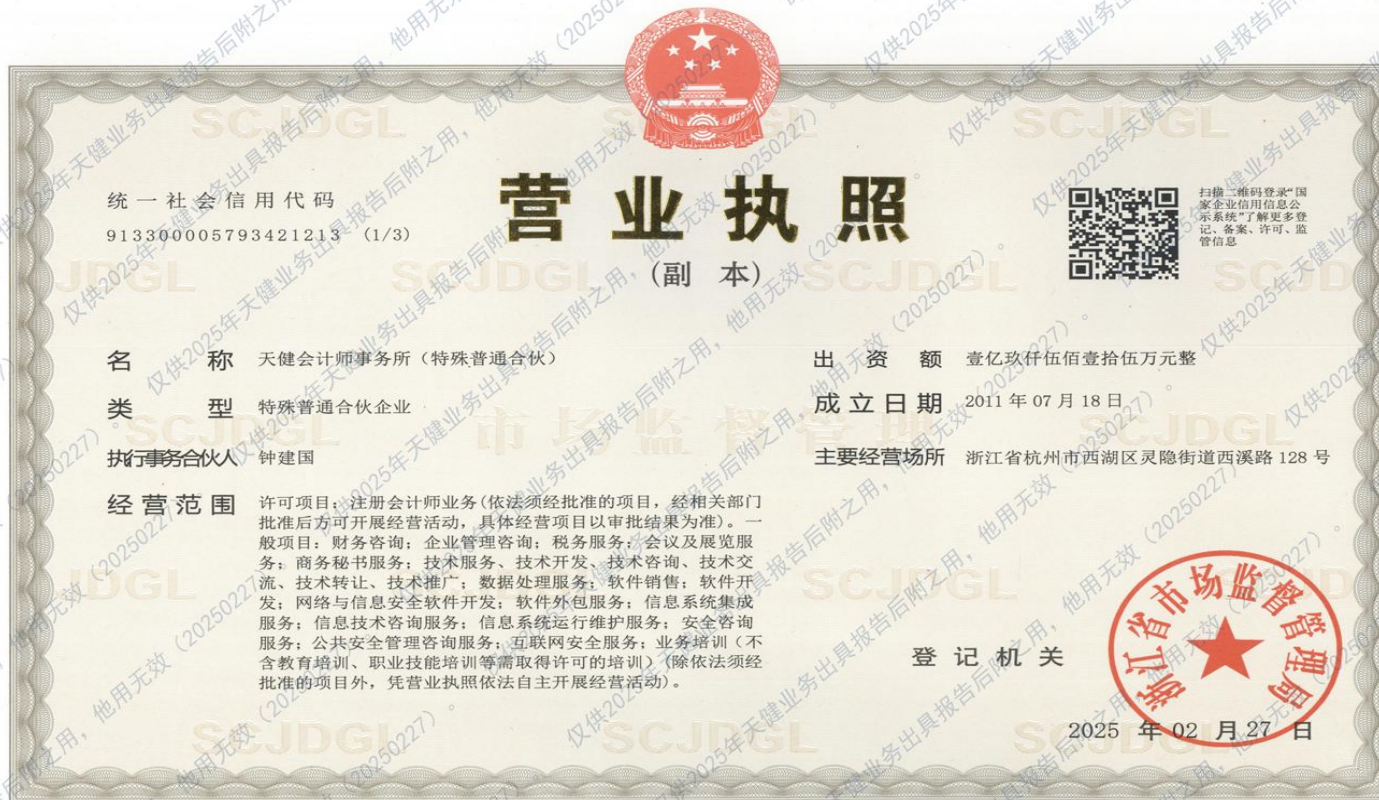 统一社会信用代码
913300005793421213 (1/3)
营业执照
(副 本)
扫描二维码登录“国
家企业信用信息公
示系统”了解更多登
记、备案、许可、监
管信息
名称 天健会计师事务所(特殊普通合伙)
类型 特殊普通合伙企业
执行事务合伙人 钟建国
经营范围 许可项目:注册会计师业务(依法须经批准的项目,经相关部门
批准后方可开展经营活动,具体经营项目以审批结果为准)。一
般项目:财务咨询;企业管理咨询;税务服务;会议及展览服
务;商务秘书服务;技术服务、技术开发、技术咨询、技术交
流、技术转让、技术推广;数据处理服务;软件销售;软件开
发;网络与信息安全软件开发;软件外包服务;信息系统集成
服务;信息技术咨询服务;信息系统运行维护服务;安全咨询
服务;公共安全管理咨询服务;互联网安全服务;业务培训(不
含教育培训、职业技能培训等需取得许可的培训)(除依法须经
批准的项目外,凭营业执照依法自主开展经营活动)。
出资额 壹亿玖仟伍佰壹拾伍万元整
成立日期 2011年07月18日
主要经营场所 浙江省杭州市西湖区灵隐街道西溪路128号
登记机关
浙江省市场监督管理局
2025 年 02 月 27 日
SCJDGL
市场监督管理
仅供2025年天健业务出具报告后附之用,他用无效(20250227)。